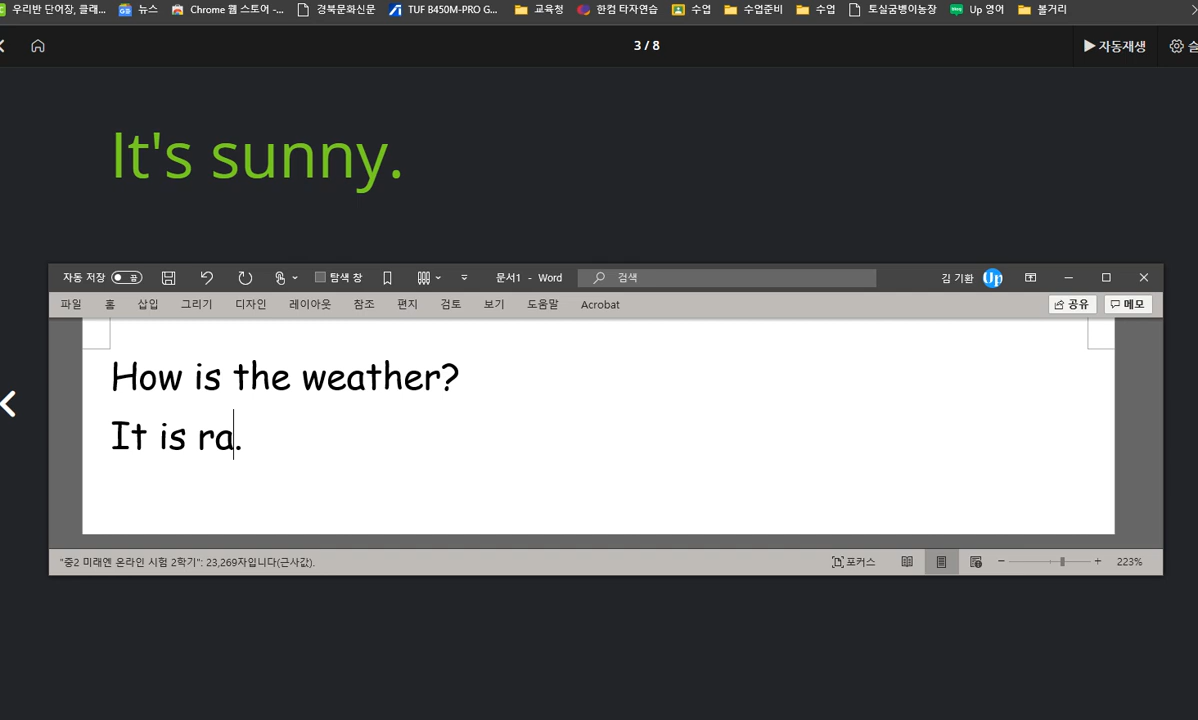 우리반 단어장, 클래...
뉴스
Chrome 웹 스토어 -...
경북문화신문
TUF B450M-PRO G...
교육청
한컴 타자연습
수업
수업준비
수업
토실굼벵이농장
Up 영어
볼거리
3 / 8
자동재생
It's sunny.
자동 저장
끔
탐색 창
문서1 - Word
검색
김 기환
Up
파일
홈
삽입
그리기
디자인
레이아웃
참조
편지
검토
보기
도움말
Acrobat
공유
메모
How is the weather?
It is ra.
"중2 미래엔 온라인 시험 2학기": 23,269자입니다(근사값).
포커스
223%